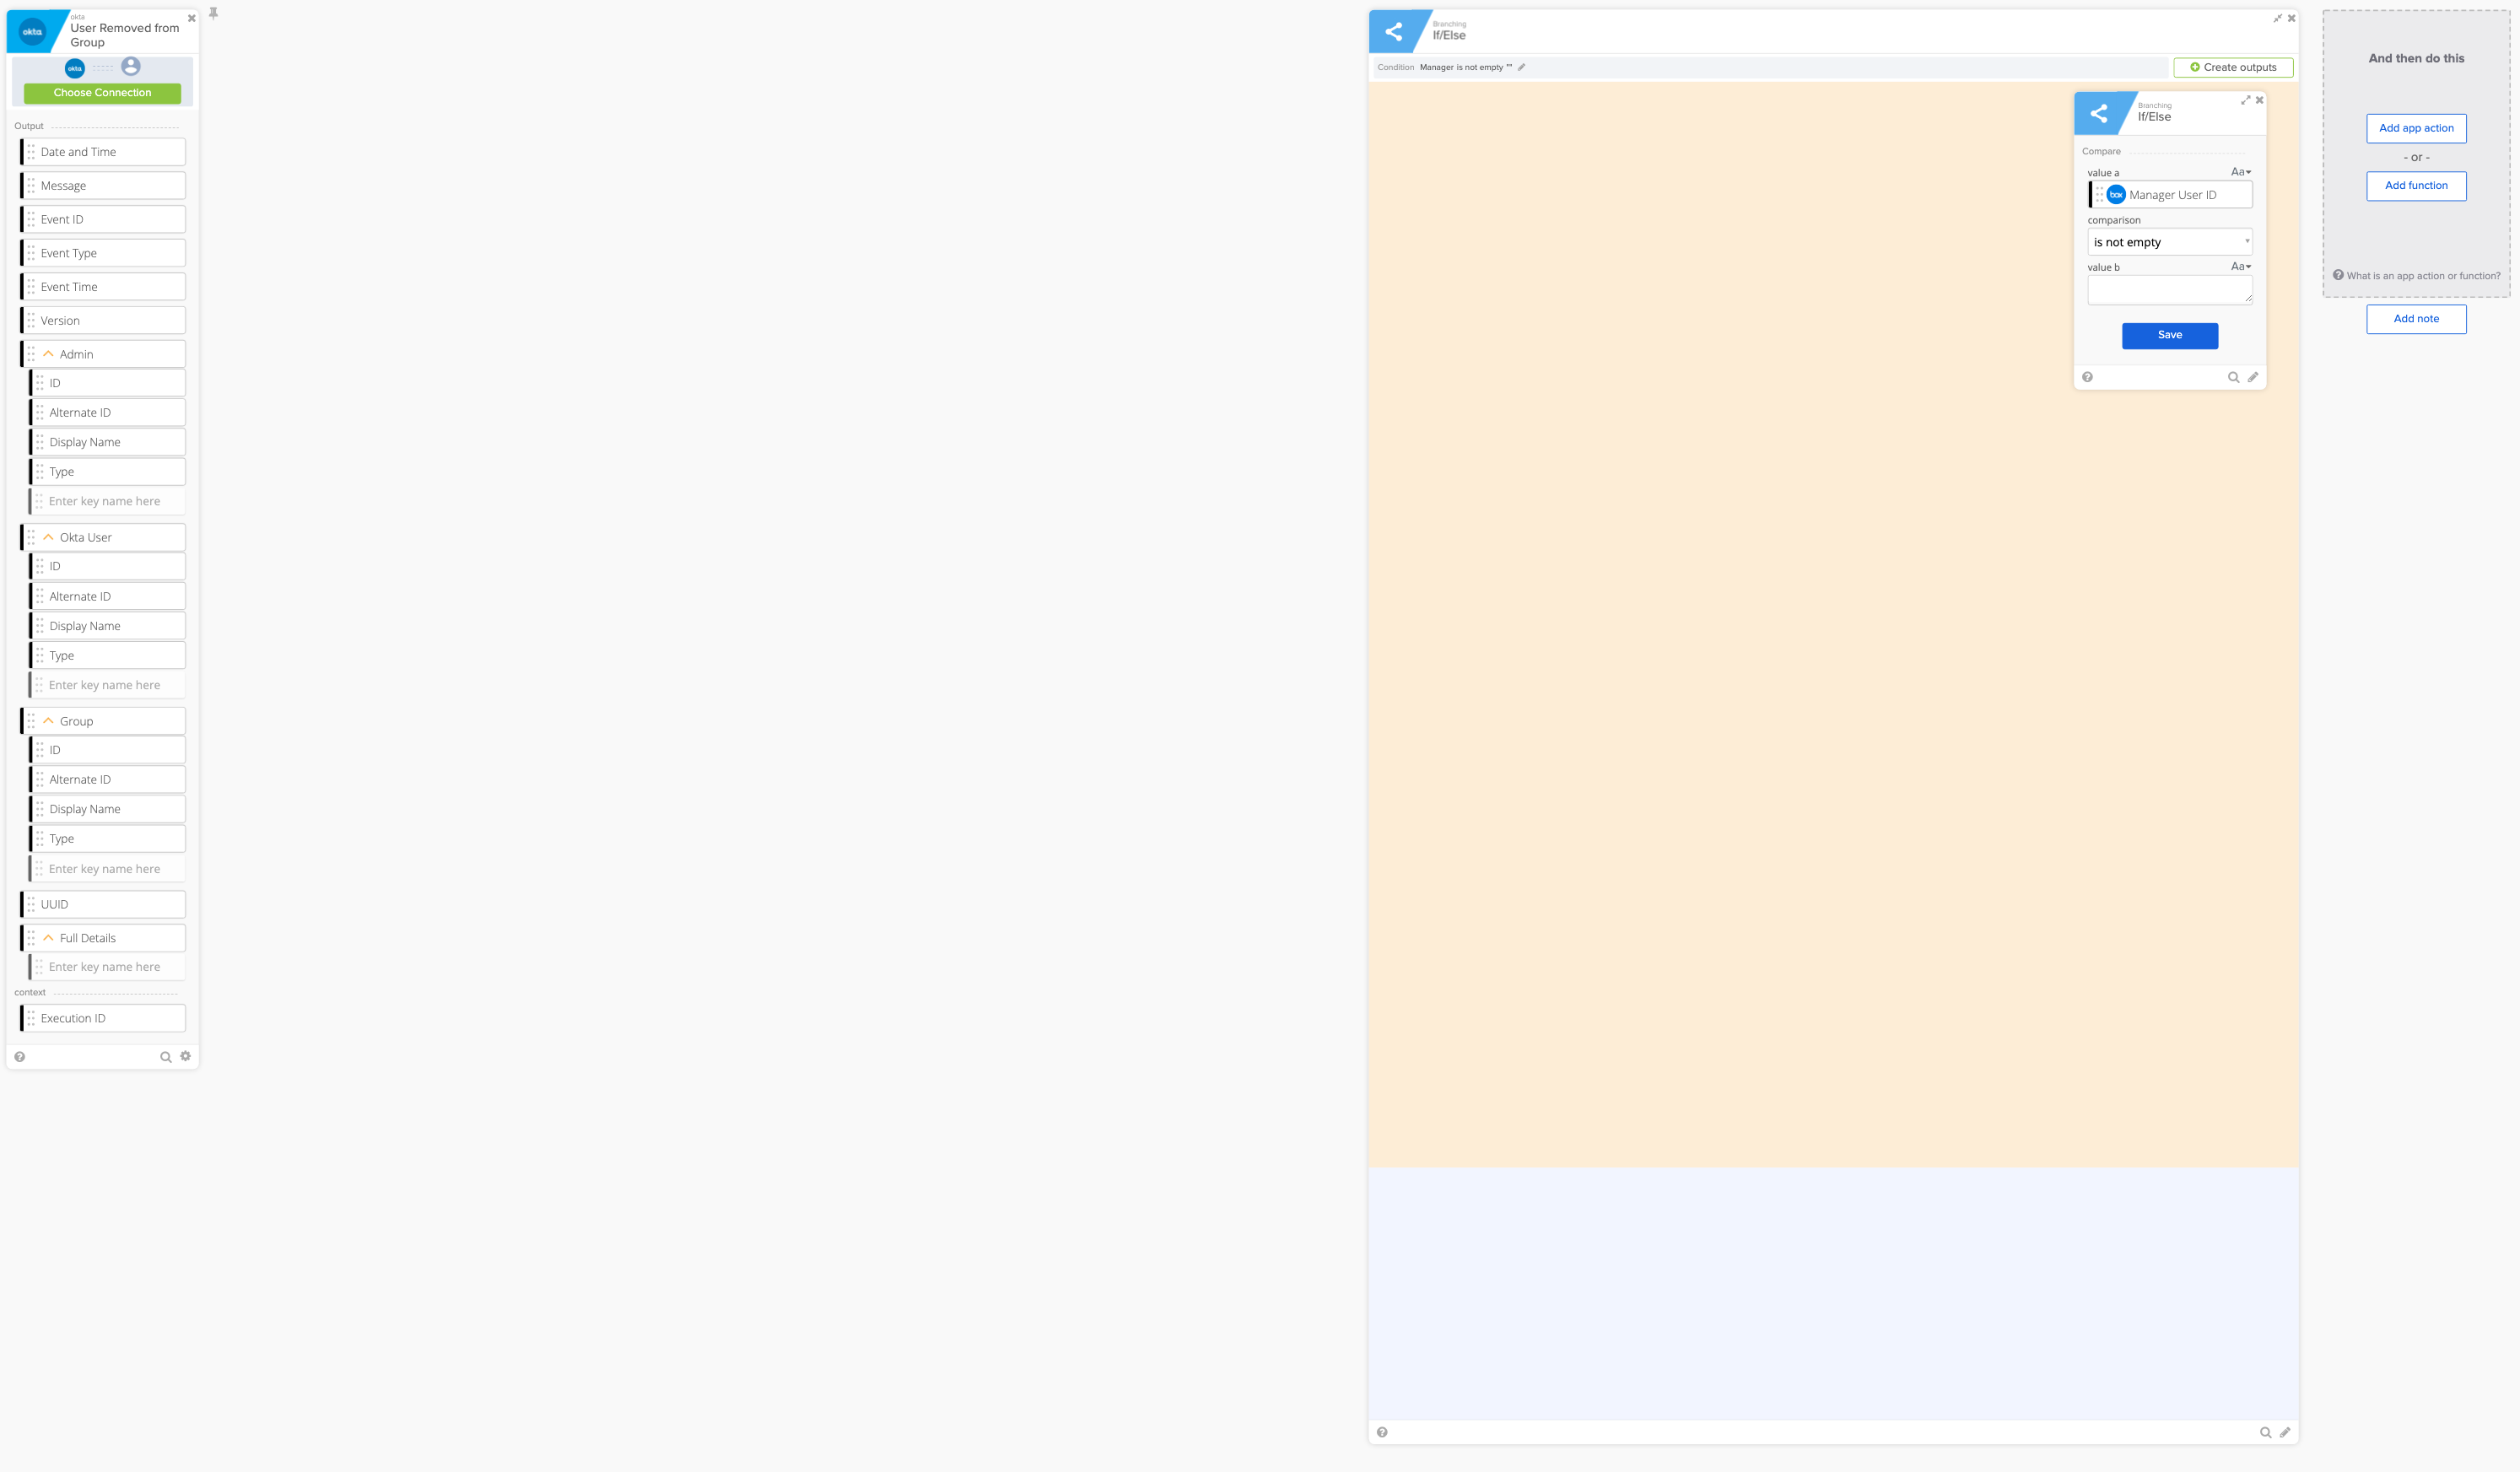 okta
okta
User Removed from
Group
okta
Choose Connection
Output
Date and Time
Message
Event ID
Event Type
Event Time
Version
Admin
ID
Alternate ID
Display Name
Type
Enter key name here
Okta User
ID
Alternate ID
Display Name
Type
Enter key name here
Group
ID
Alternate ID
Display Name
Type
Enter key name here
UUID
Full Details
Enter key name here
context
Execution ID
Branching
If/Else
Condition Manager is not empty ""
Create outputs
Branching
If/Else
Compare
value a Aa
box Manager User ID
comparison
is not empty
value b Aa
Save
And then do this
Add app action
- or -
Add function
What is an app action or function?
Add note